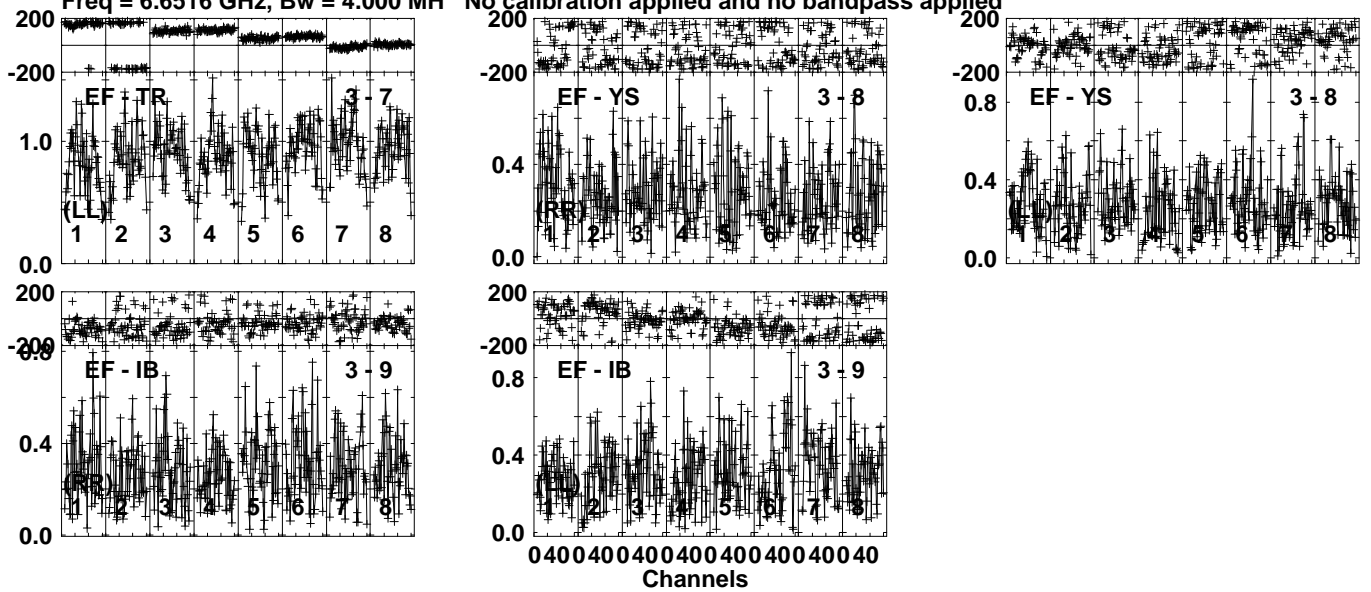 Freq = 6.6516 GHz, Bw = 4.000 MH No calibration applied and no bandpass applied
200
-200
EF - TR 3 - 7
1.0
(LL)
1 2 3 4 5 6 7 8
0.0
200
-200
EF - YS 3 - 8
0.4
(RR)
1 2 3 4 5 6 7 8
0.0
200
-200
0.8
EF - YS 3 - 8
0.4
(LL)
1 2 3 4 5 6 7 8
0.0
200
-200
0.8
EF - IB 3 - 9
0.4
(RR)
1 2 3 4 5 6 7 8
0.0
200
-200
EF - IB 3 - 9
0.8
0.4
(LL)
1 2 3 4 5 6 7 8
0.0
0 40 0 40 0 40 0 40 0 40 0 40 0 40 0 40
Channels